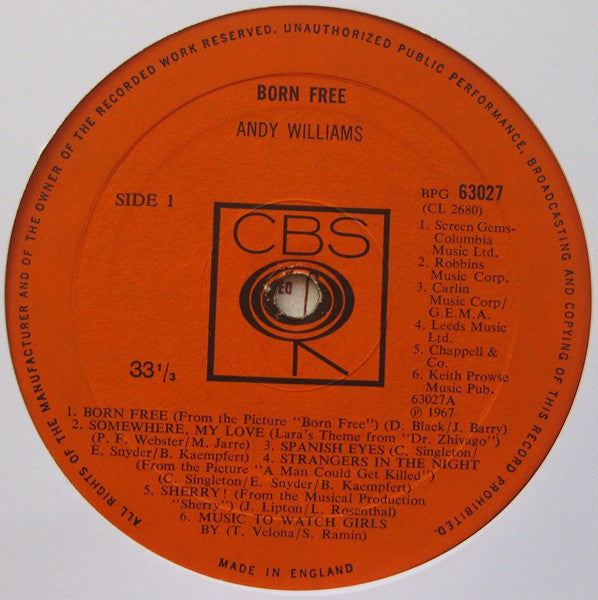 ALL RIGHTS OF THE MANUFACTURER AND OF THE OWNER OF THE RECORDED WORK RESERVED. UNAUTHORIZED PUBLIC PERFORMANCE, BROADCASTING AND COPYING OF THIS RECORD PROHIBITED.
BORN FREE
ANDY WILLIAMS
SIDE 1
BPG 63027
(CL 2680)
1. Screen Gems-
Columbia
Music Ltd.
2. Robbins
Music Corp.
3. Carlin
Music Corp/
G.E.M.A.
4. Leeds Music
Ltd.
5. Chappell &
Co.
6. Keith Prowse
Music Pub.
63027A
℗ 1967
CBS
33 1/3
1. BORN FREE (From the Picture "Born Free") (D. Black/J. Barry)
2. SOMEWHERE, MY LOVE (Lara's Theme from "Dr. Zhivago")
(P. F. Webster/M. Jarre) 3. SPANISH EYES (C. Singleton/
E. Snyder/B. Kaempfert) 4. STRANGERS IN THE NIGHT
(From the Picture "A Man Could Get Killed")
(C. Singleton/E. Snyder/B. Kaempfert)
5. SHERRY! (From the Musical Production
"Sherry") (J. Lipton/L. Rosenthal)
6. MUSIC TO WATCH GIRLS
BY (T. Velona/S. Ramin)
MADE IN ENGLAND